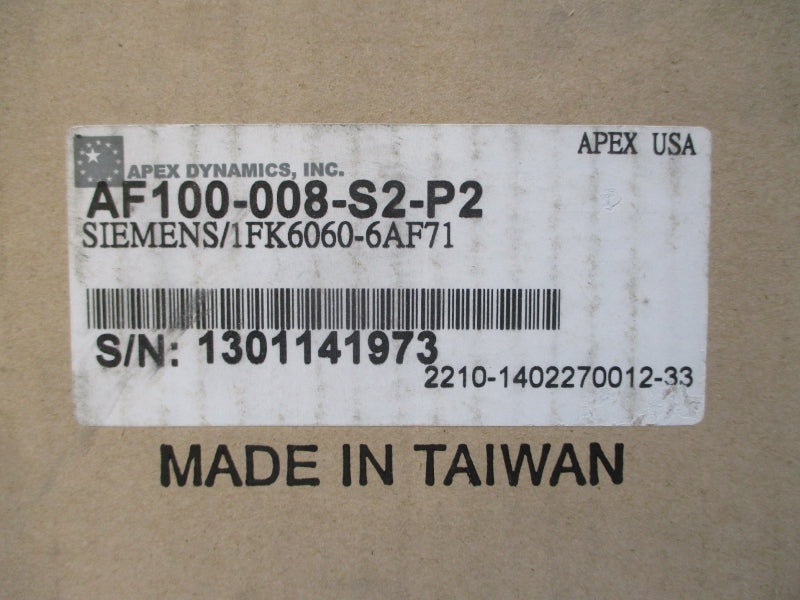 APEX USA
APEX DYNAMICS, INC.
AF100-008-S2-P2
SIEMENS/1FK6060-6AF71
S/N: 1301141973
2210-1402270012-33
MADE IN TAIWAN